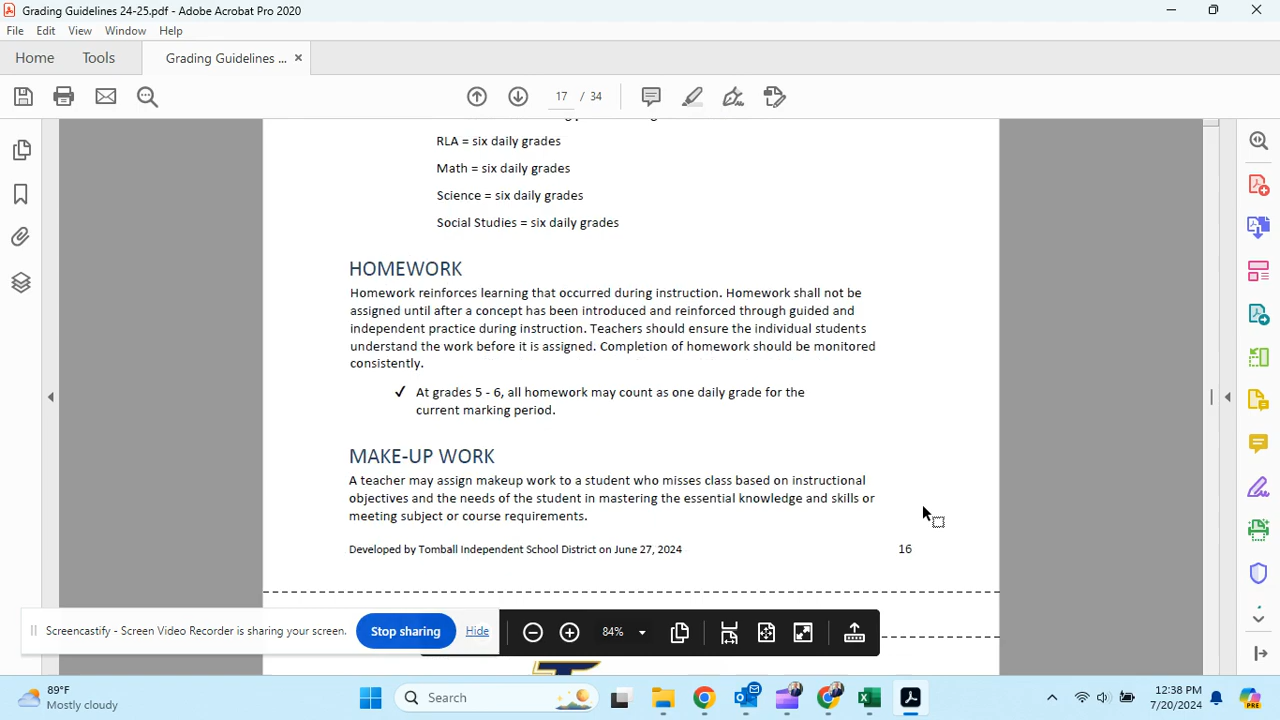 Grading Guidelines 24-25.pdf - Adobe Acrobat Pro 2020
File Edit View Window Help
Home Tools Grading Guidelines ... ×
17 / 34
RLA = six daily grades
Math = six daily grades
Science = six daily grades
Social Studies = six daily grades
HOMEWORK
Homework reinforces learning that occurred during instruction. Homework shall not be
assigned until after a concept has been introduced and reinforced through guided and
independent practice during instruction. Teachers should ensure the individual students
understand the work before it is assigned. Completion of homework should be monitored
consistently.
✓ At grades 5 - 6, all homework may count as one daily grade for the
current marking period.
MAKE-UP WORK
A teacher may assign makeup work to a student who misses class based on instructional
objectives and the needs of the student in mastering the essential knowledge and skills or
meeting subject or course requirements.
Developed by Tomball Independent School District on June 27, 2024 16
Screencastify - Screen Video Recorder is sharing your screen. Stop sharing Hide
84%
89°F
Mostly cloudy
Search
12:38 PM
7/20/2024
PRE